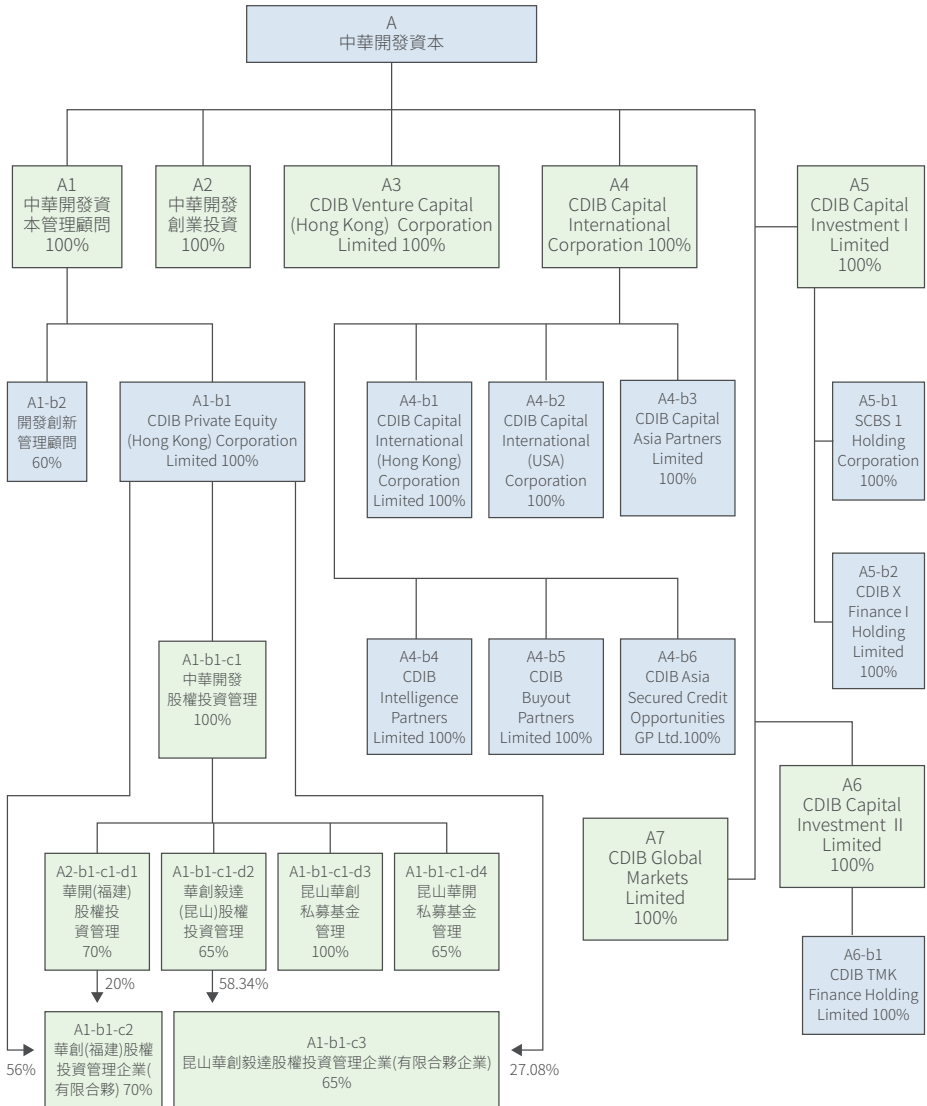 A
中華開發資本
A1
中華開發資
本管理顧問
100%
A2
中華開發
創業投資
100%
A3
CDIB Venture Capital
(Hong Kong) Corporation
Limited 100%
A4
CDIB Capital
International
Corporation 100%
A5
CDIB Capital
Investment I
Limited
100%
A1-b2
開發創新
管理顧問
60%
A1-b1
CDIB Private Equity
(Hong Kong) Corporation
Limited 100%
A4-b1
CDIB Capital
International
(Hong Kong)
Corporation
Limited 100%
A4-b2
CDIB Capital
International
(USA)
Corporation
100%
A4-b3
CDIB Capital
Asia Partners
Limited
100%
A5-b1
SCBS 1
Holding
Corporation
100%
A5-b2
CDIB X
Finance I
Holding
Limited
100%
A1-b1-c1
中華開發
股權投資管理
100%
A4-b4
CDIB
Intelligence
Partners
Limited 100%
A4-b5
CDIB
Buyout
Partners
Limited 100%
A4-b6
CDIB Asia
Secured Credit
Opportunities
GP Ltd.100%
A6
CDIB Capital
Investment II
Limited
100%
A7
CDIB Global
Markets
Limited
100%
A2-b1-c1-d1
華開(福建)
股權投
資管理
70%
A1-b1-c1-d2
華創毅達
(昆山)股權
投資管理
65%
A1-b1-c1-d3
昆山華創
私募基金
管理
100%
A1-b1-c1-d4
昆山華開
私募基金
管理
65%
A6-b1
CDIB TMK
Finance Holding
Limited 100%
20%
58.34%
A1-b1-c2
華創(福建)股權
投資管理企業(
有限合夥) 70%
A1-b1-c3
昆山華創毅達股權投資管理企業(有限合夥企業)
65%
56%
27.08%